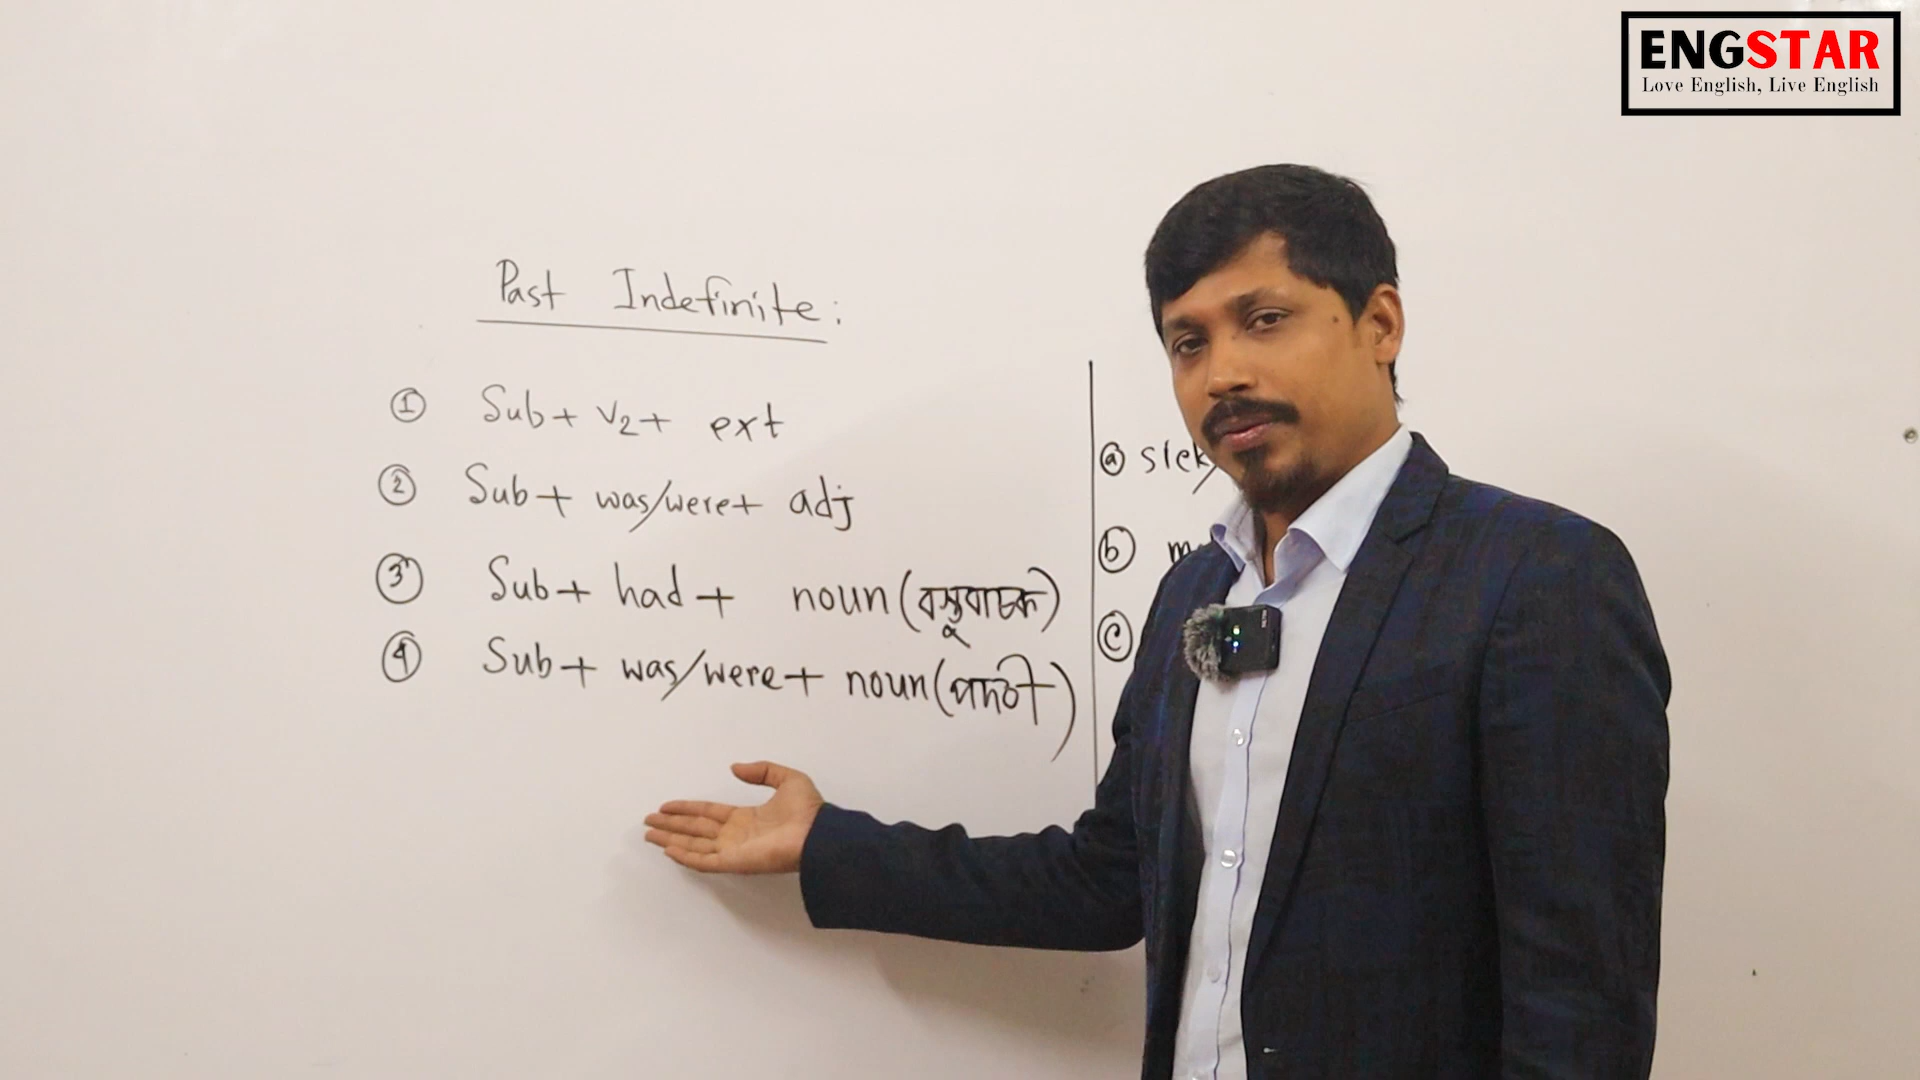 ENGSTAR
Love English, Live English
Past Indefinite:
① Sub + v2 + ext
② Sub + was/were + adj
③ Sub + had + noun (বস্তুবাচক)
④ Sub + was/were + noun (পদবী)
ⓐ
ⓑ
ⓒ